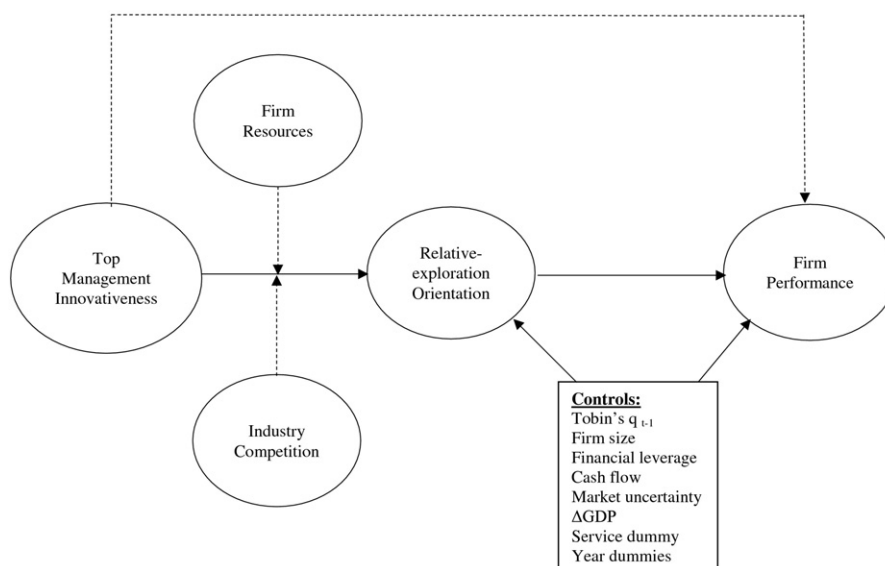 Firm
Resources
Top
Management
Innovativeness
Relative-
exploration
Orientation
Firm
Performance
Industry
Competition
Controls:
Tobin's q t-1
Firm size
Financial leverage
Cash flow
Market uncertainty
ΔGDP
Service dummy
Year dummies